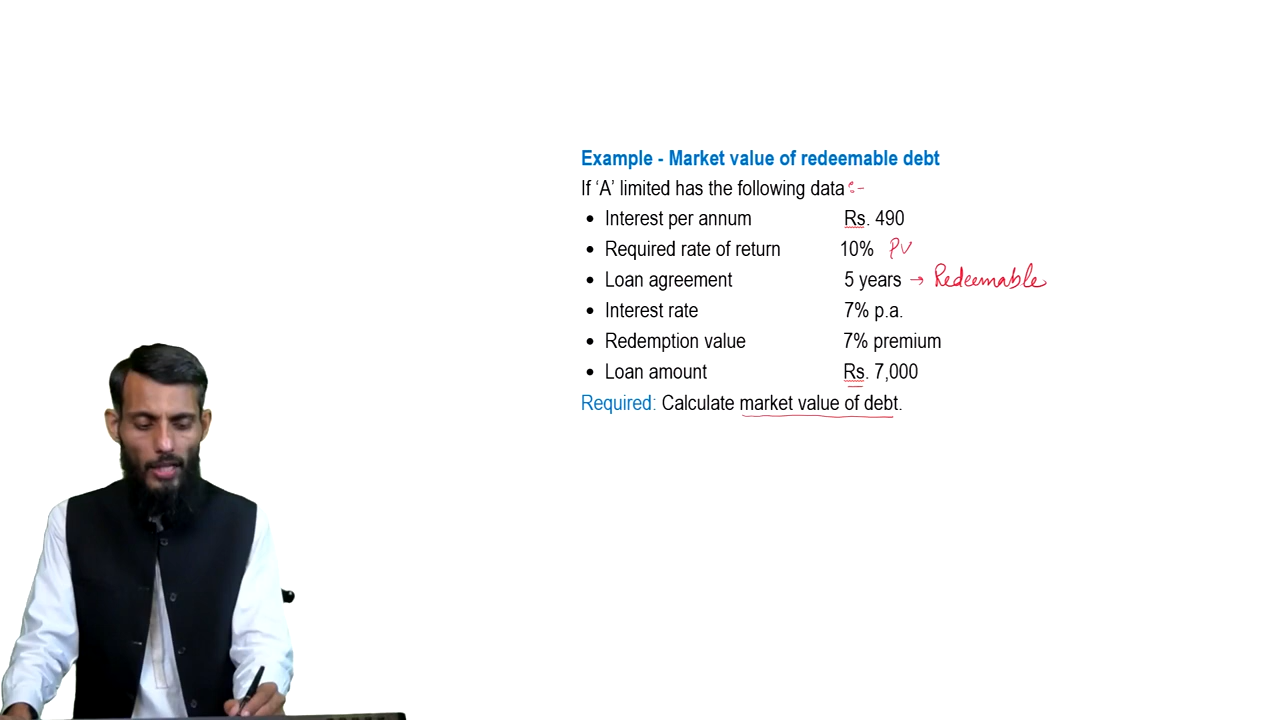 Example - Market value of redeemable debt
If ‘A’ limited has the following data :-
• Interest per annum Rs. 490
• Required rate of return 10% PV
• Loan agreement 5 years → Redeemable
• Interest rate 7% p.a.
• Redemption value 7% premium
• Loan amount Rs. 7,000
Required: Calculate market value of debt.